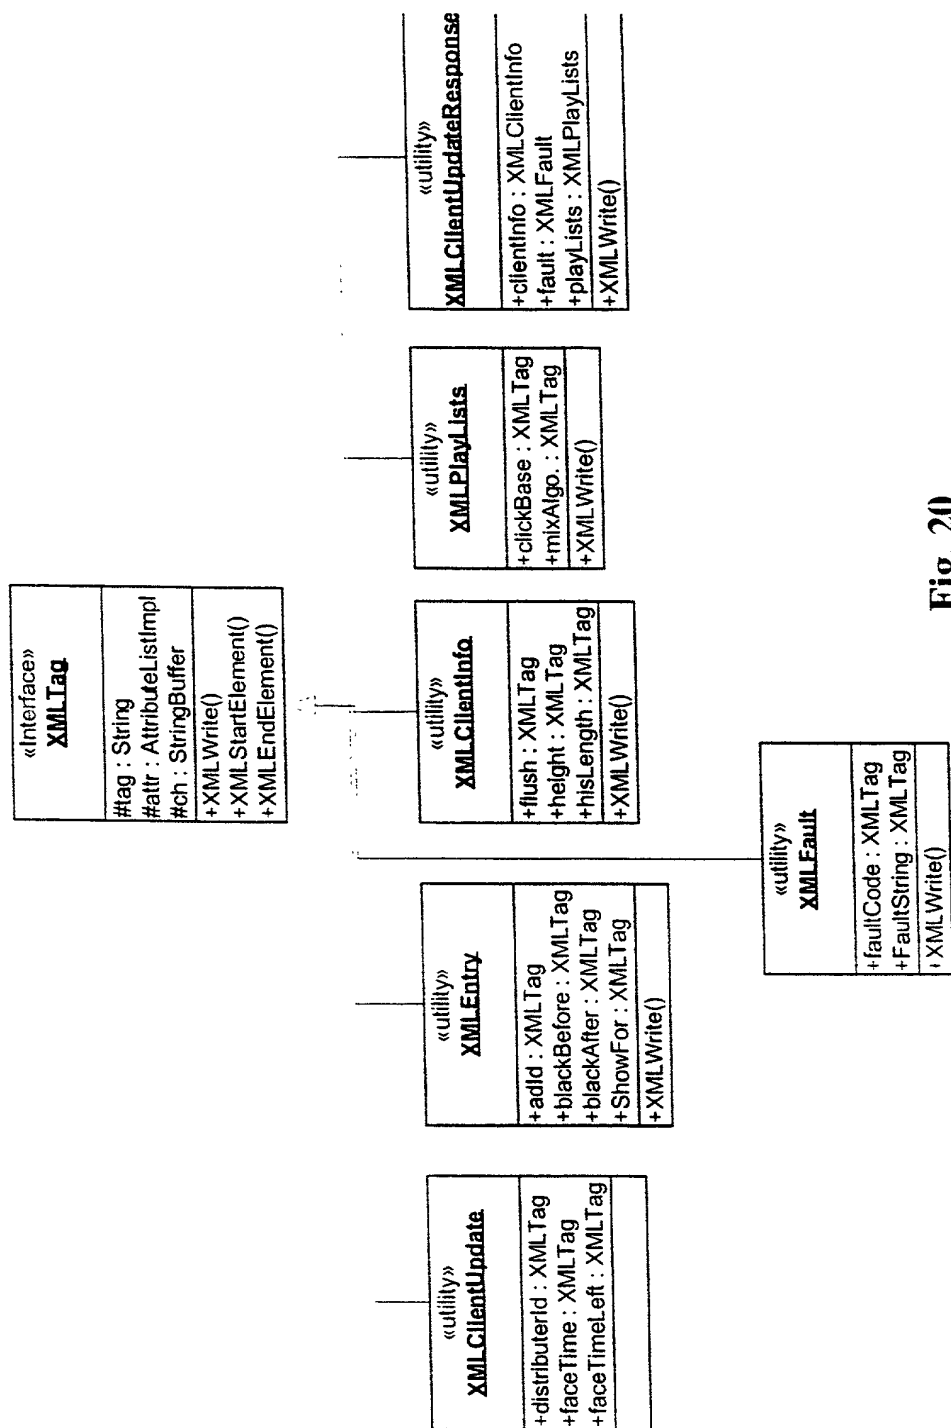 «Interface»
XMLTag
#tag : String
#attr : AttributeListImpl
#ch : StringBuffer
+XMLWrite()
+XMLStartElement()
+XMLEndElement()
«utility»
XMLClientUpdate
+distributerId : XMLTag
+faceTime : XMLTag
+faceTimeLeft : XMLTag
«utility»
XMLEntry
+adId : XMLTag
+blackBefore : XMLTag
+blackAfter : XMLTag
+ShowFor : XMLTag
+XMLWrite()
«utility»
XMLClientInfo
+flush : XMLTag
+height : XMLTag
+hisLength : XMLTag
+XMLWrite()
«utility»
XMLPlayLists
+clickBase : XMLTag
+mixAlgo. : XMLTag
+XMLWrite()
«utility»
XMLClientUpdateResponse
+clientInfo : XMLClientInfo
+fault : XMLFault
+playLists : XMLPlayLists
+XMLWrite()
«utility»
XMLFault
+faultCode : XMLTag
+FaultString : XMLTag
+XMLWrite()
Fig. 20